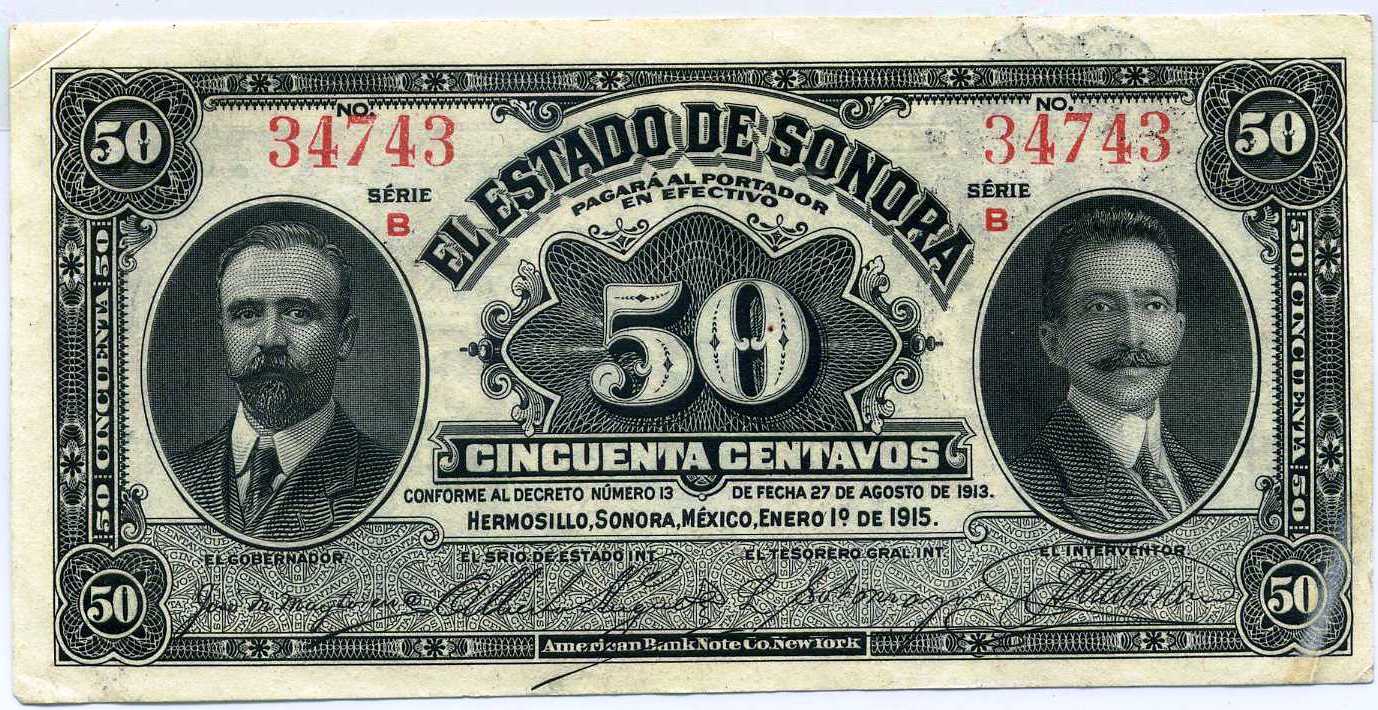 50 NO. 34743 NO. 34743 50
SÉRIE B SÉRIE B
EL ESTADO DE SONORA
PAGARÁ AL PORTADOR
EN EFECTIVO
50
50 CINCUENTA 50
50 CINCUENTA 50
CINCUENTA CENTAVOS
CONFORME AL DECRETO NÚMERO 13 DE FECHA 27 DE AGOSTO DE 1913.
HERMOSILLO, SONORA, MÉXICO, ENERO 1º DE 1915.
EL GOBERNADOR EL SRIO. DE ESTADO INT. EL TESORERO GRAL. INT. EL INTERVENTOR
50 50
American Bank Note Co. New York